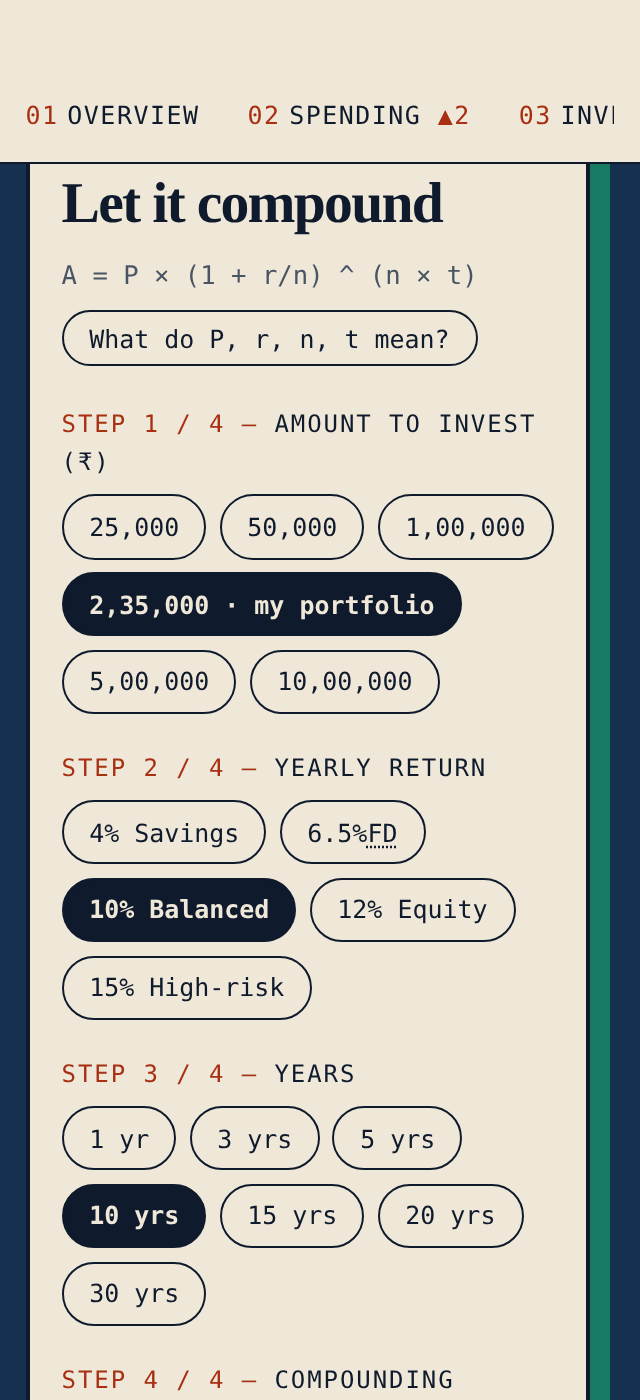 01 OVERVIEW 02 SPENDING ▲2 03 INV
Let it compound
A = P × (1 + r/n) ^ (n × t)
What do P, r, n, t mean?
STEP 1 / 4 — AMOUNT TO INVEST
(₹)
25,000 50,000 1,00,000
2,35,000 · my portfolio
5,00,000 10,00,000
STEP 2 / 4 — YEARLY RETURN
4% Savings 6.5%FD
10% Balanced 12% Equity
15% High-risk
STEP 3 / 4 — YEARS
1 yr 3 yrs 5 yrs
10 yrs 15 yrs 20 yrs
30 yrs
STEP 4 / 4 — COMPOUNDING